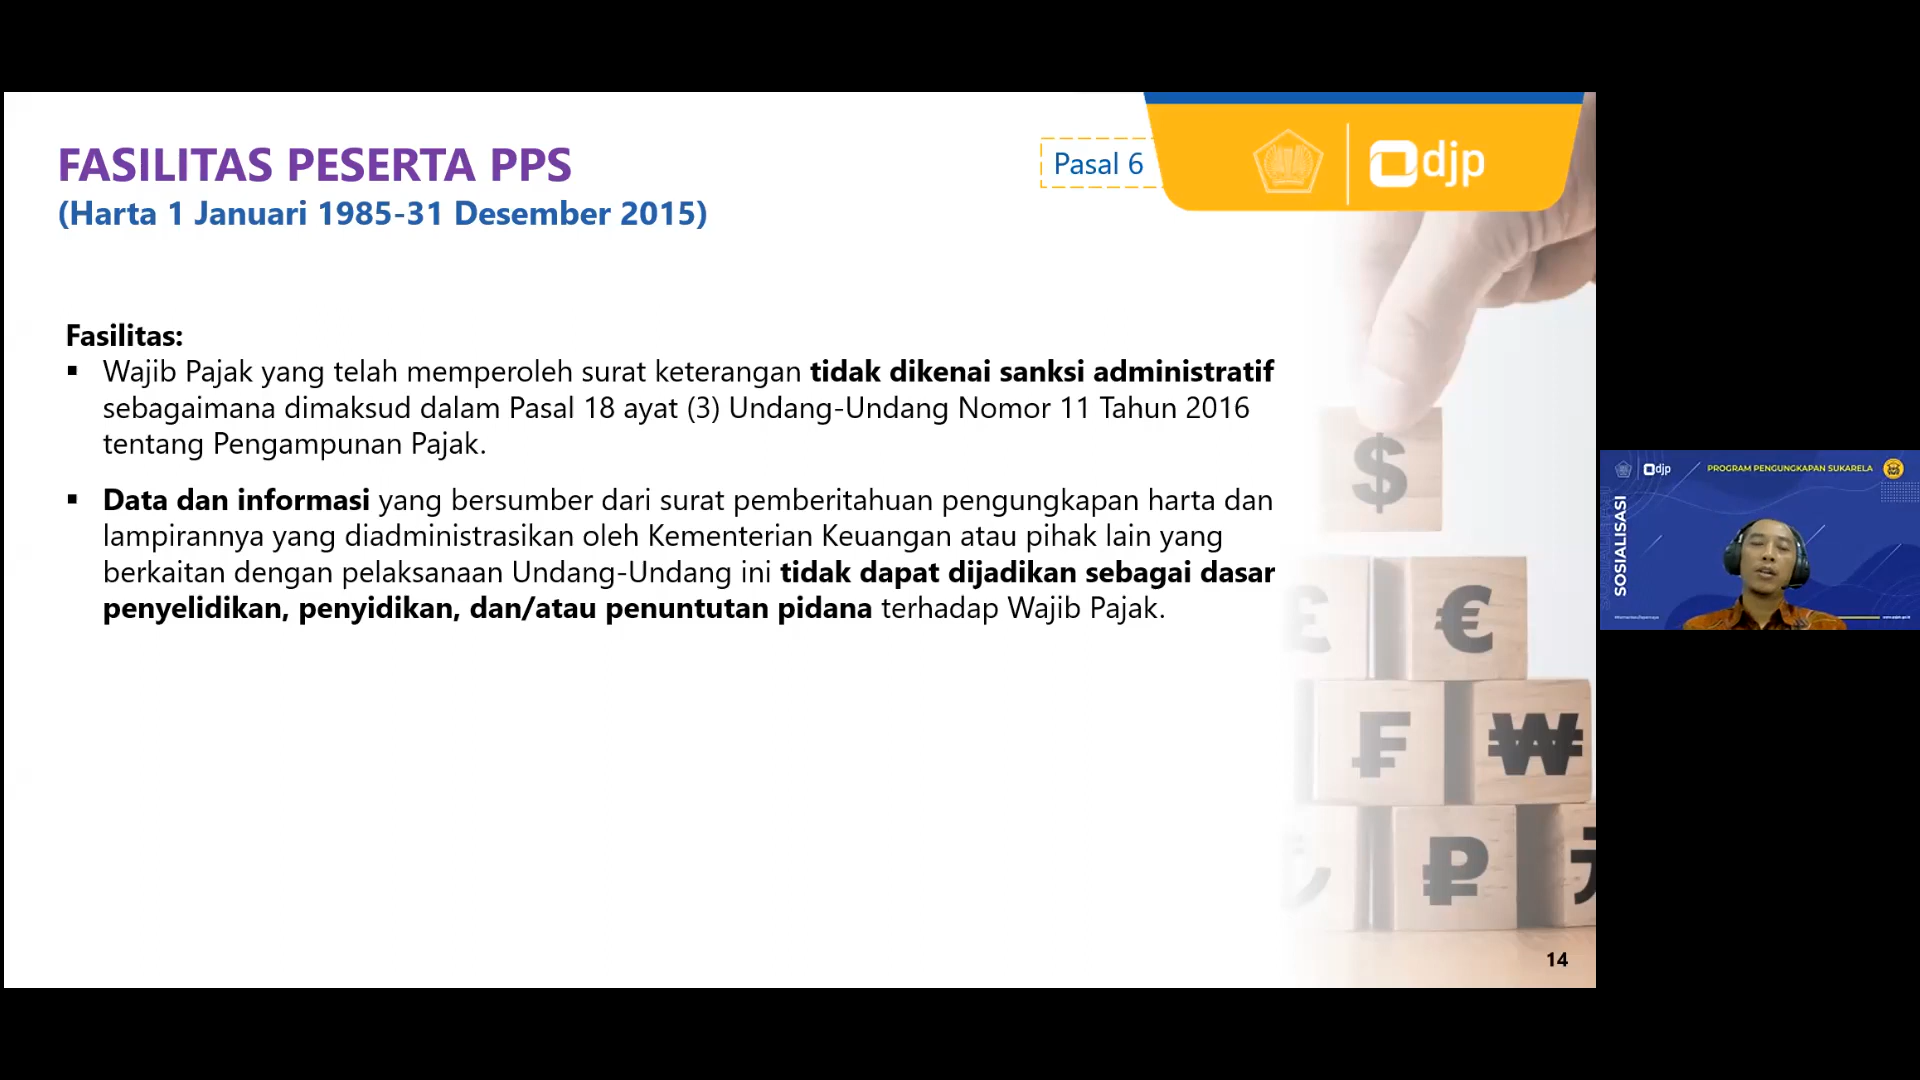 FASILITAS PESERTA PPS
(Harta 1 Januari 1985-31 Desember 2015)
Pasal 6
djp
Fasilitas:
▪ Wajib Pajak yang telah memperoleh surat keterangan tidak dikenai sanksi administratif
sebagaimana dimaksud dalam Pasal 18 ayat (3) Undang-Undang Nomor 11 Tahun 2016
tentang Pengampunan Pajak.
▪ Data dan informasi yang bersumber dari surat pemberitahuan pengungkapan harta dan
lampirannya yang diadministrasikan oleh Kementerian Keuangan atau pihak lain yang
berkaitan dengan pelaksanaan Undang-Undang ini tidak dapat dijadikan sebagai dasar
penyelidikan, penyidikan, dan/atau penuntutan pidana terhadap Wajib Pajak.
$
£ €
₣ ₩
₽
14
djp
PROGRAM PENGUNGKAPAN SUKARELA
SOSIALISASI